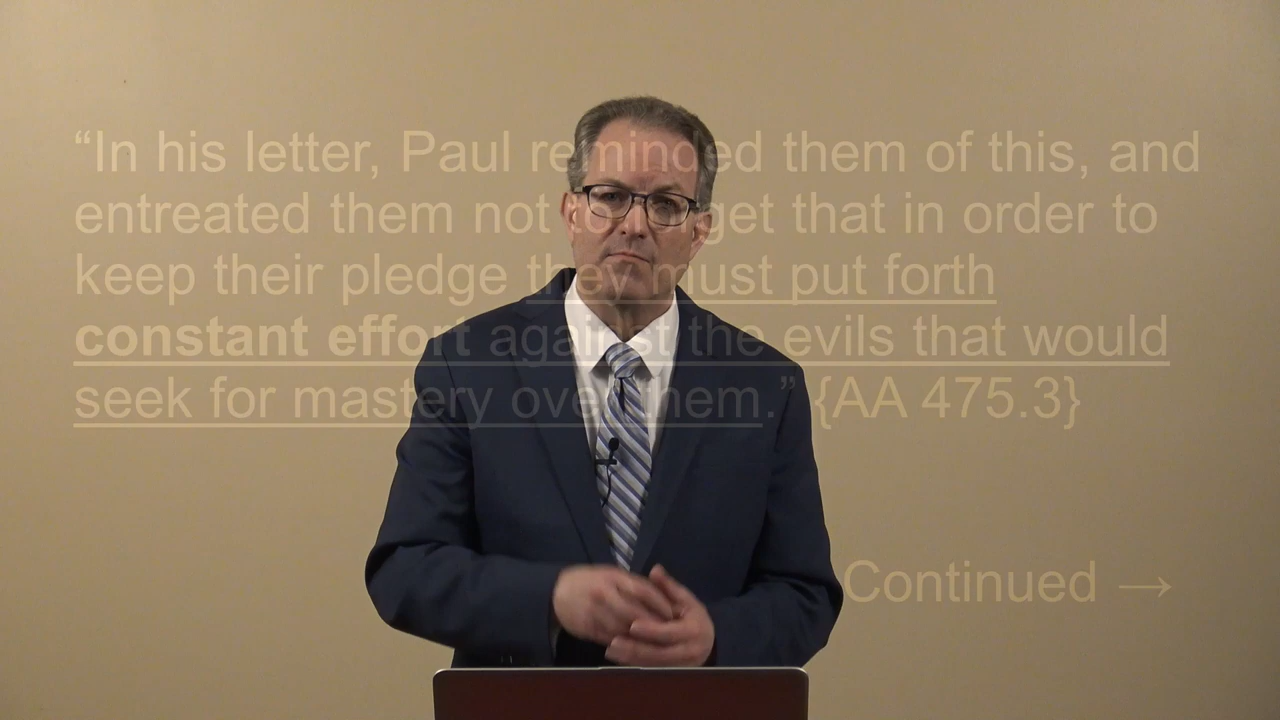 “In his letter, Paul reminded them of this, and
entreated them not to forget that in order to
keep their pledge they must put forth
constant effort against the evils that would
seek for mastery over them.” {AA 475.3}
Continued →